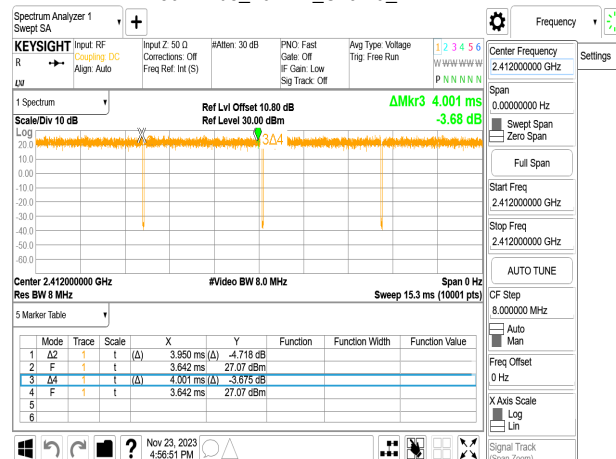 Spectrum Analyzer 1
Swept SA
Frequency
Settings
KEYSIGHT
R
Input: RF
Coupling: DC
Align: Auto
Input Z: 50 Ω
Corrections: Off
Freq Ref: Int (S)
#Atten: 30 dB
PNO: Fast
Gate: Off
IF Gain: Low
Sig Track: Off
Avg Type: Voltage
Trig: Free Run
1 2 3 4 5 6
W W W W W W
P N N N N N
1 Spectrum
Scale/Div 10 dB
Ref Lvl Offset 10.80 dB
Ref Level 30.00 dBm
ΔMkr3 4.001 ms
-3.68 dB
Log
20.0
10.0
0.00
-10.0
-20.0
-30.0
-40.0
-50.0
-60.0
3Δ4
Center 2.412000000 GHz
#Video BW 8.0 MHz
Span 0 Hz
Res BW 8 MHz
Sweep 15.3 ms (10001 pts)
5 Marker Table
Mode Trace Scale X Y Function Function Width Function Value
1 Δ2 1 t (Δ) 3.950 ms (Δ) -4.718 dB
2 F 1 t 3.642 ms 27.07 dBm
3 Δ4 1 t (Δ) 4.001 ms (Δ) -3.675 dB
4 F 1 t 3.642 ms 27.07 dBm
5
6
?
Nov 23, 2023
4:56:51 PM
Center Frequency
2.412000000 GHz
Span
0.00000000 Hz
Swept Span
Zero Span
Full Span
Start Freq
2.412000000 GHz
Stop Freq
2.412000000 GHz
AUTO TUNE
CF Step
8.000000 MHz
Auto
Man
Freq Offset
0 Hz
X Axis Scale
Log
Lin
Signal Track
(Span Zoom)